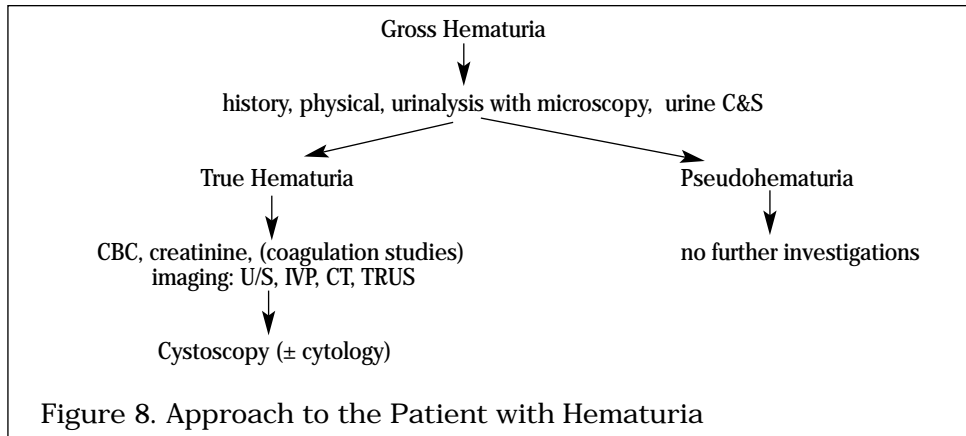 Gross Hematuria
history, physical, urinalysis with microscopy, urine C&S
True Hematuria
Pseudohematuria
CBC, creatinine, (coagulation studies)
no further investigations
imaging: U/S, IVP, CT, TRUS
Cystoscopy (± cytology)
Figure 8. Approach to the Patient with Hematuria